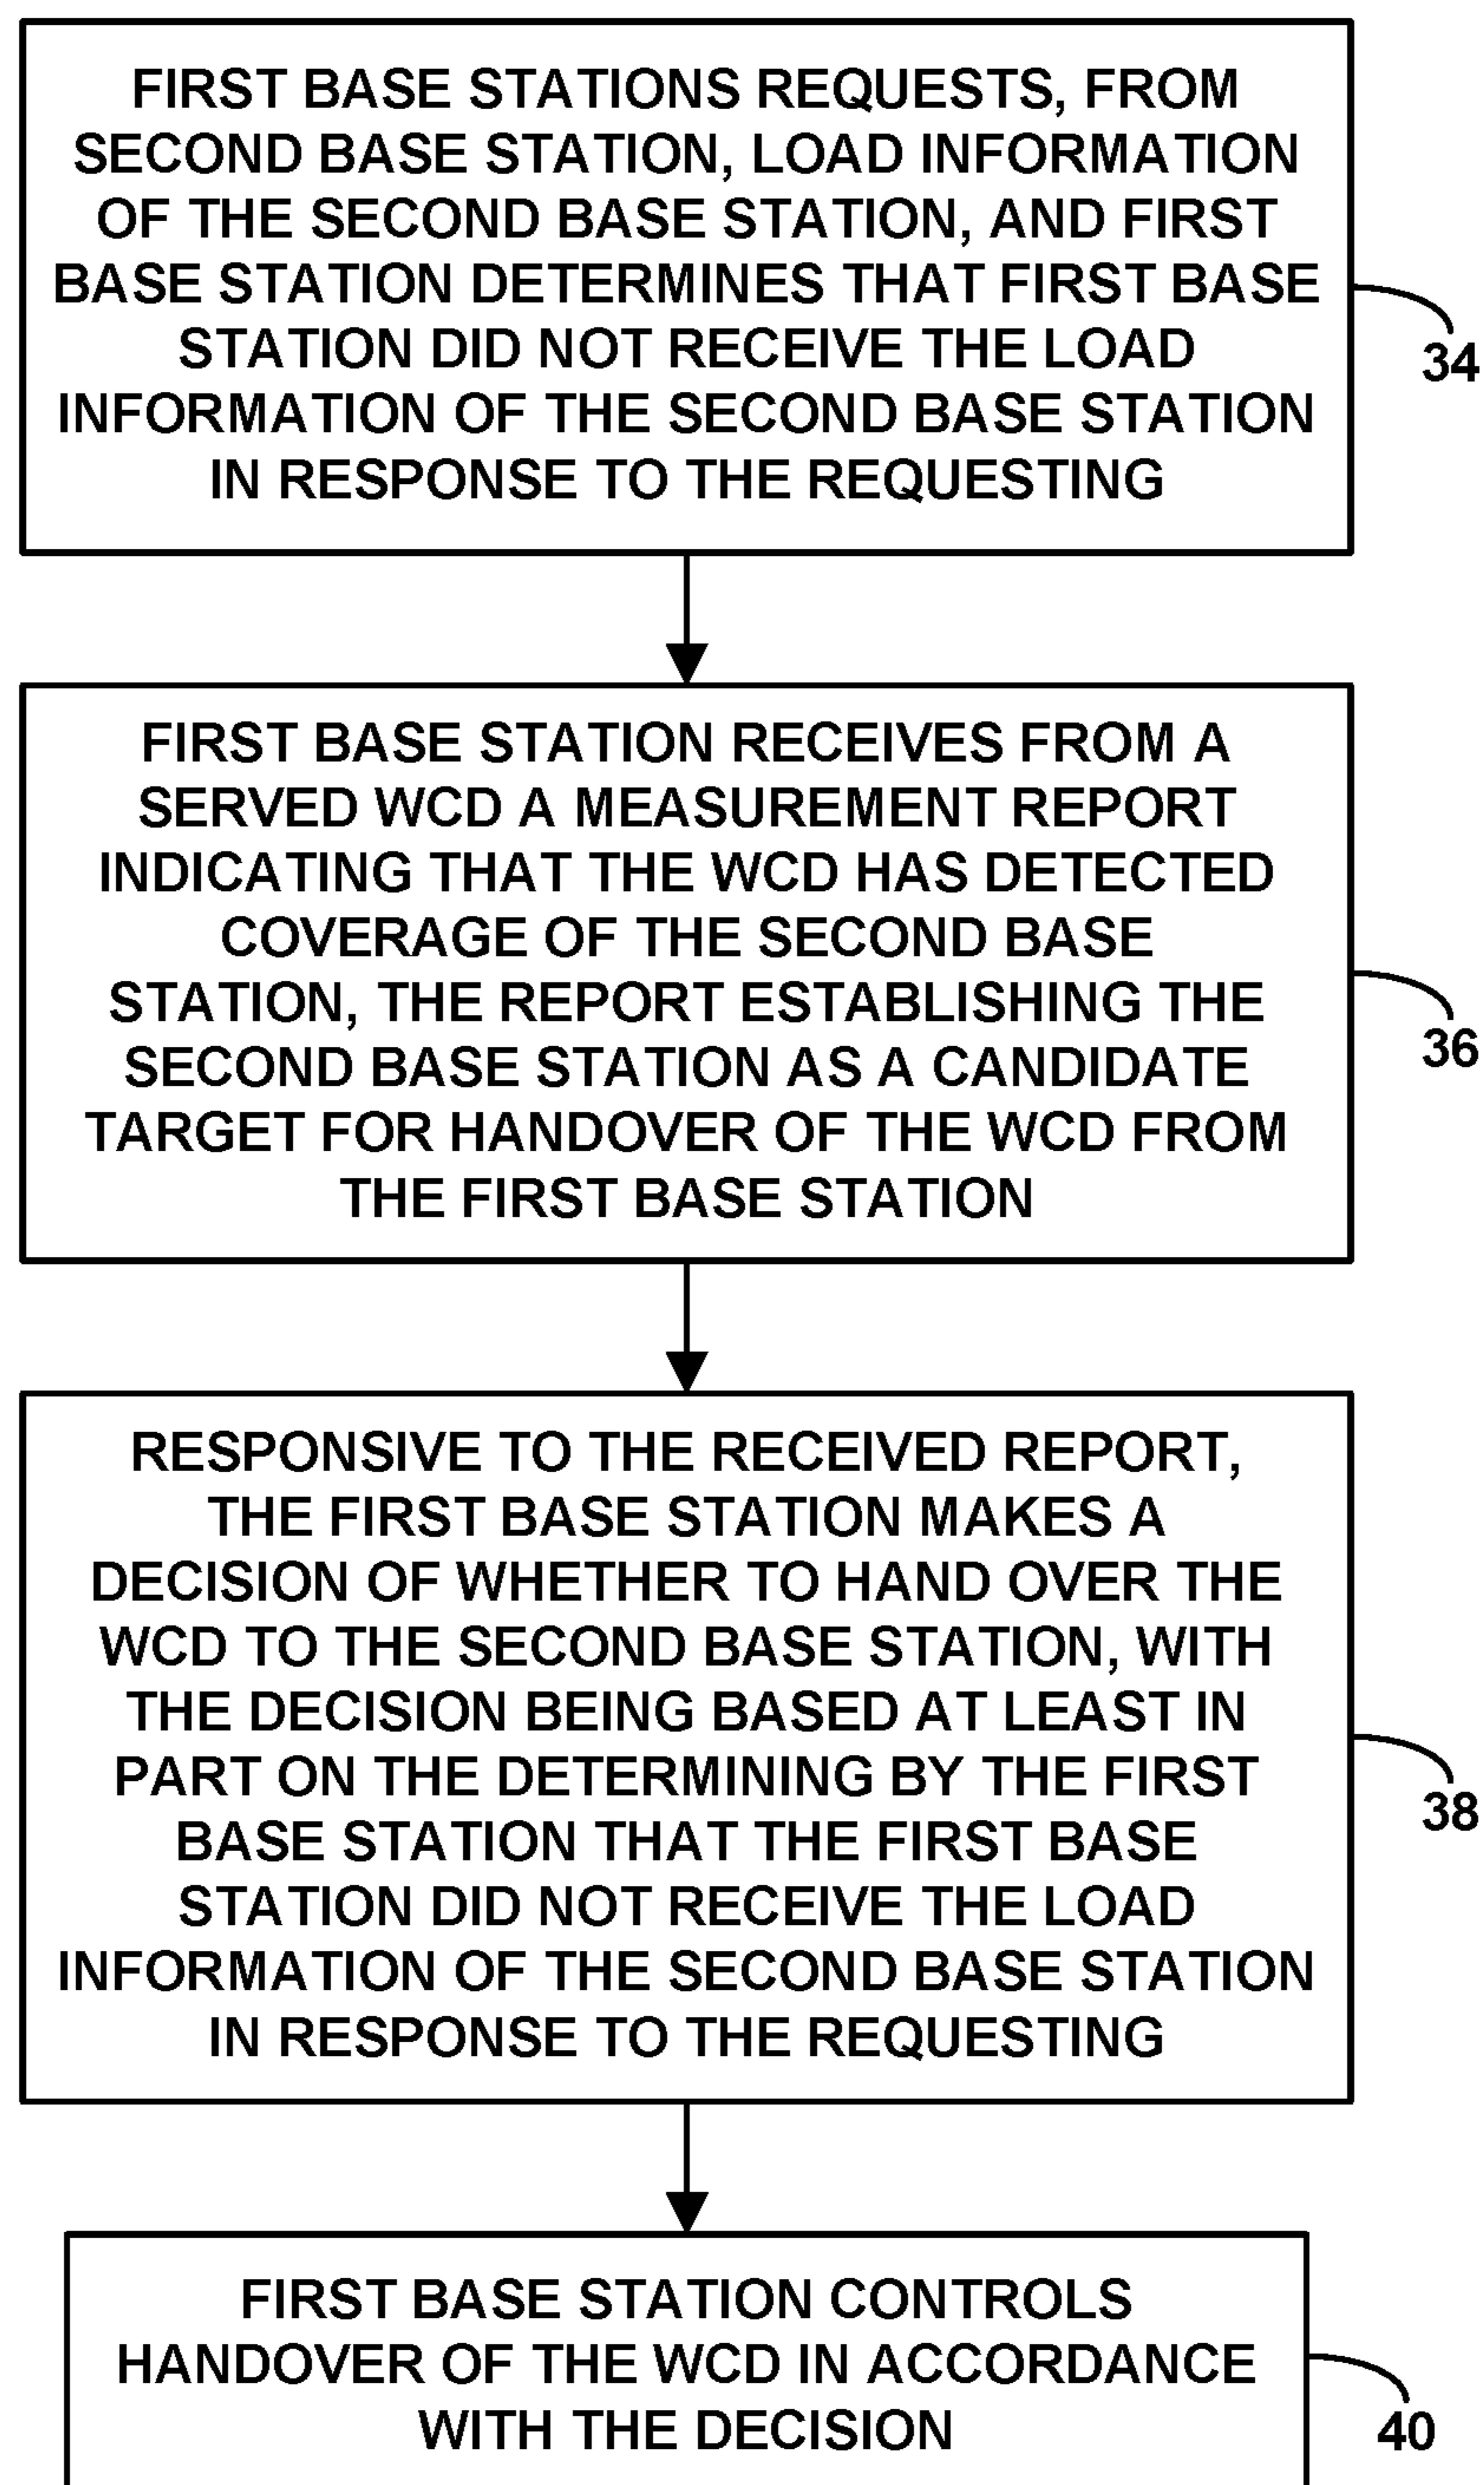 FIRST BASE STATIONS REQUESTS, FROM
SECOND BASE STATION, LOAD INFORMATION
OF THE SECOND BASE STATION, AND FIRST
BASE STATION DETERMINES THAT FIRST BASE
STATION DID NOT RECEIVE THE LOAD
INFORMATION OF THE SECOND BASE STATION
IN RESPONSE TO THE REQUESTING
34
FIRST BASE STATION RECEIVES FROM A
SERVED WCD A MEASUREMENT REPORT
INDICATING THAT THE WCD HAS DETECTED
COVERAGE OF THE SECOND BASE
STATION, THE REPORT ESTABLISHING THE
SECOND BASE STATION AS A CANDIDATE
TARGET FOR HANDOVER OF THE WCD FROM
THE FIRST BASE STATION
36
RESPONSIVE TO THE RECEIVED REPORT,
THE FIRST BASE STATION MAKES A
DECISION OF WHETHER TO HAND OVER THE
WCD TO THE SECOND BASE STATION, WITH
THE DECISION BEING BASED AT LEAST IN
PART ON THE DETERMINING BY THE FIRST
BASE STATION THAT THE FIRST BASE
STATION DID NOT RECEIVE THE LOAD
INFORMATION OF THE SECOND BASE STATION
IN RESPONSE TO THE REQUESTING
38
FIRST BASE STATION CONTROLS
HANDOVER OF THE WCD IN ACCORDANCE
WITH THE DECISION
40